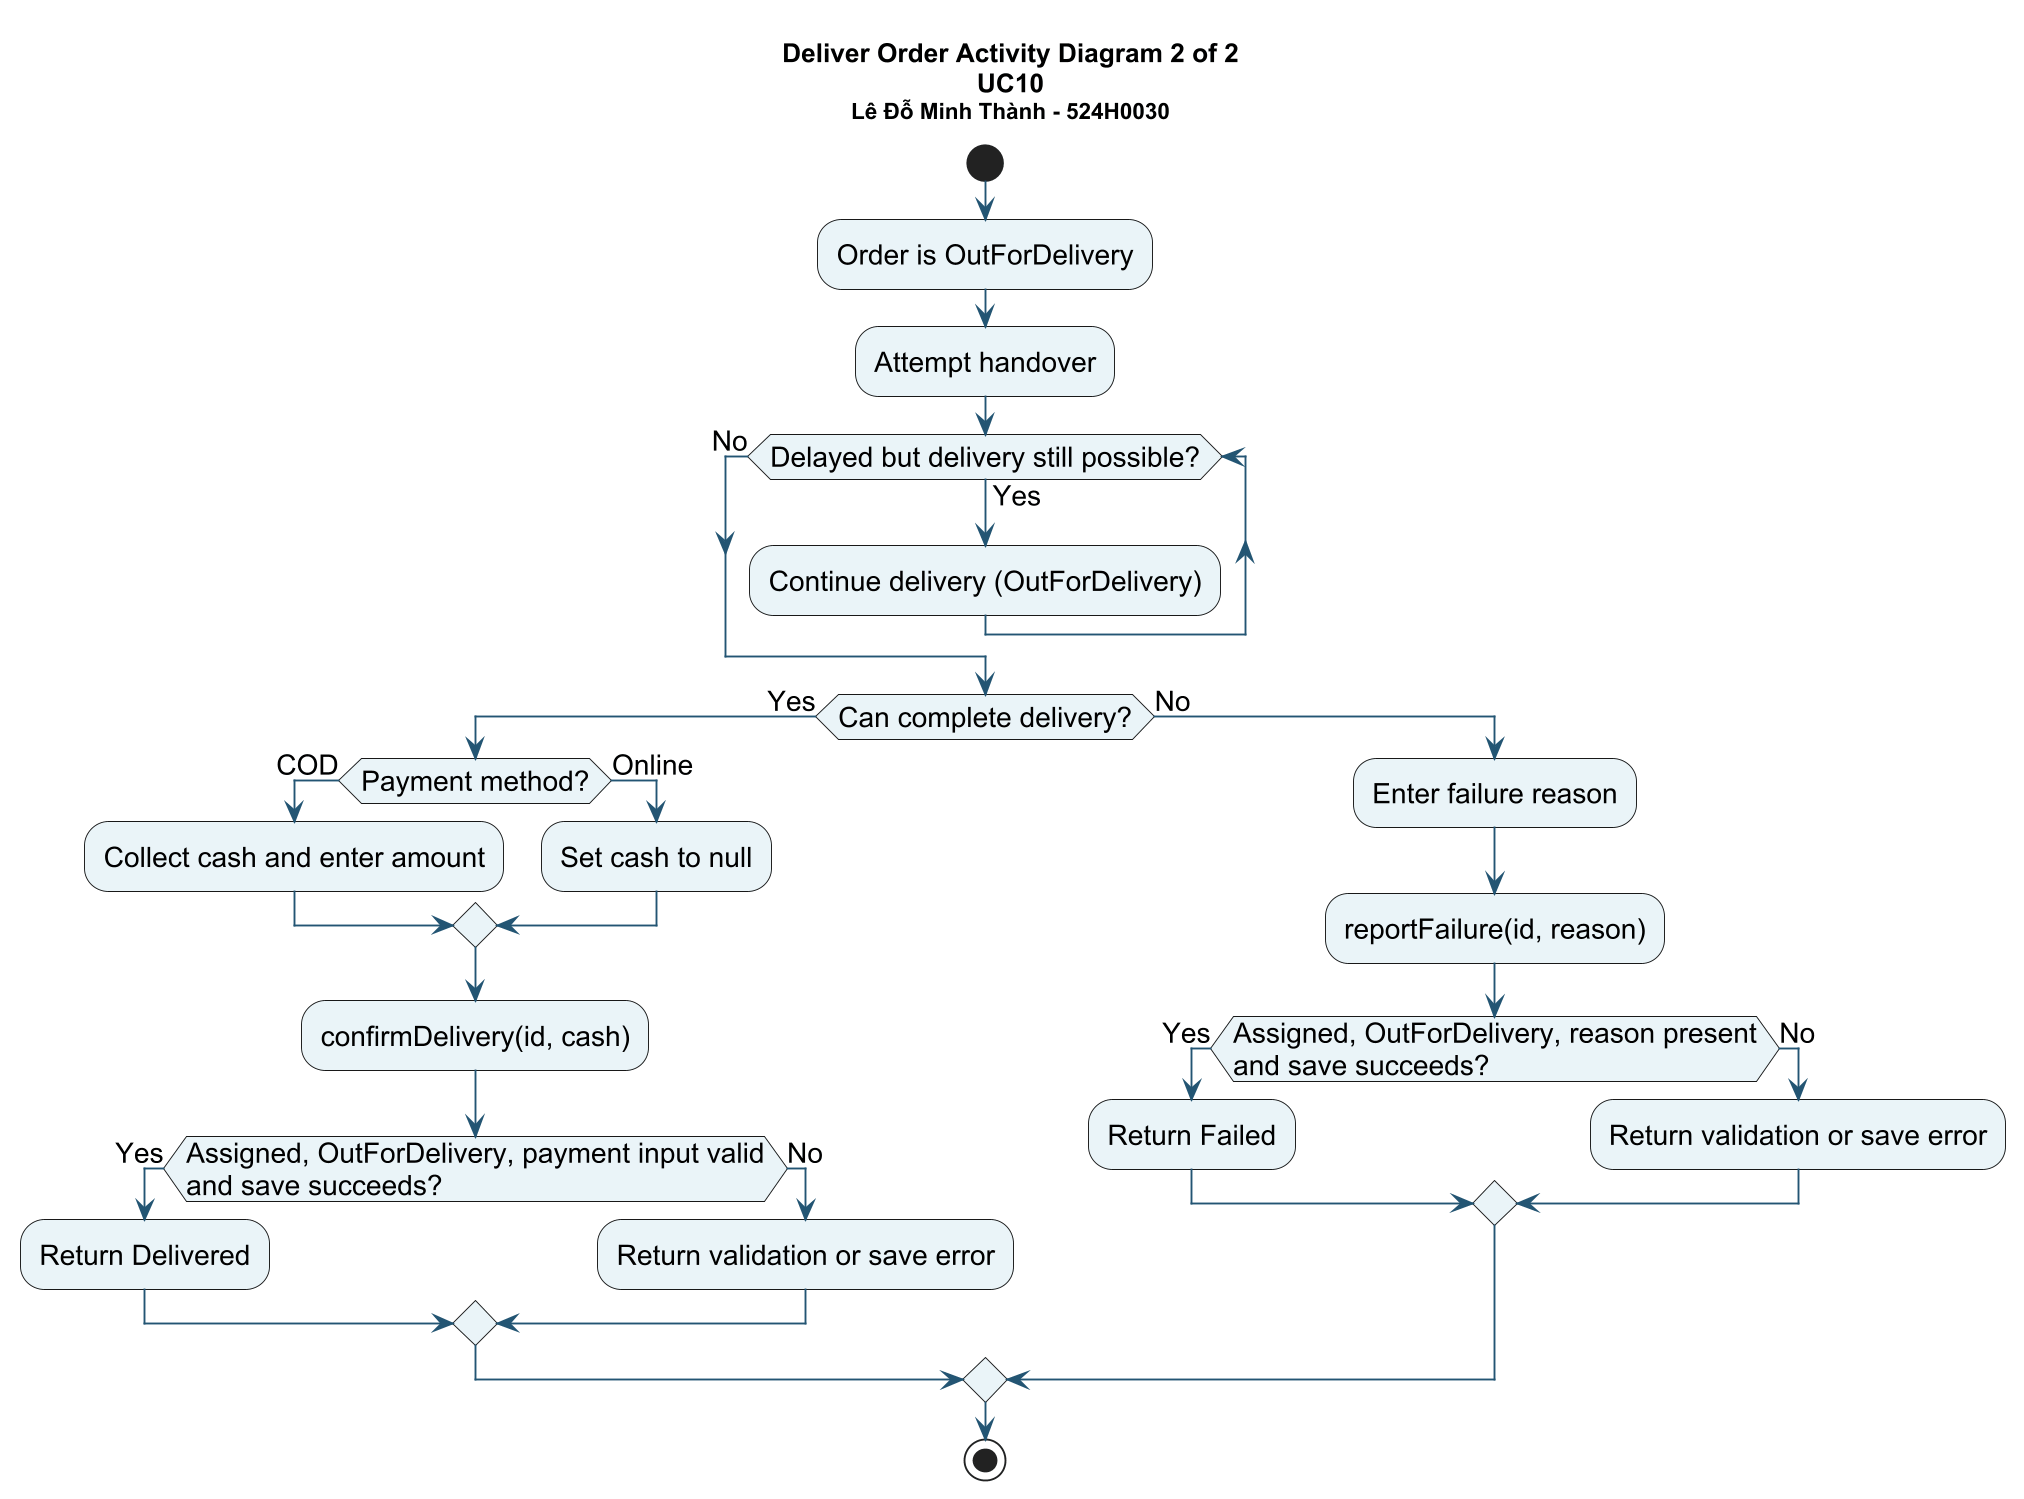 Deliver Order Activity Diagram 2 of 2
UC10
Lê Đỗ Minh Thành - 524H0030
Order is OutForDelivery
Attempt handover
No
Delayed but delivery still possible?
Yes
Continue delivery (OutForDelivery)
Yes
Can complete delivery?
No
COD
Payment method?
Online
Collect cash and enter amount
Set cash to null
confirmDelivery(id, cash)
Yes
Assigned, OutForDelivery, payment input valid
and save succeeds?
No
Return Delivered
Return validation or save error
Enter failure reason
reportFailure(id, reason)
Yes
Assigned, OutForDelivery, reason present
and save succeeds?
No
Return Failed
Return validation or save error